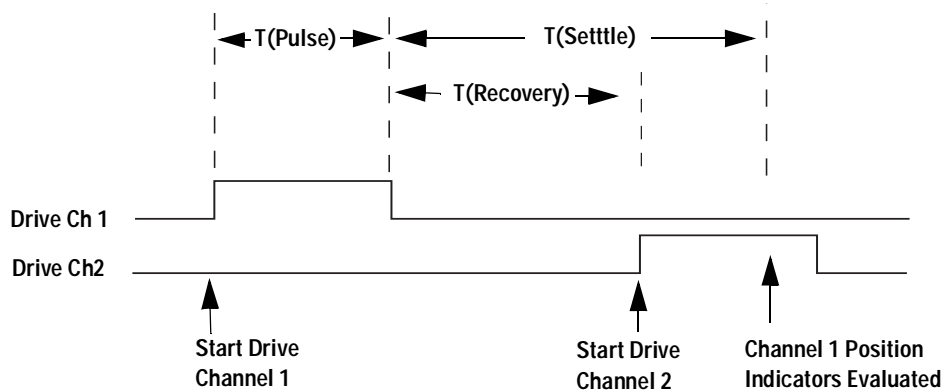 T(Pulse)
T(Setttle)
T(Recovery)
Drive Ch 1
Drive Ch2
Start Drive
Channel 1
Start Drive
Channel 2
Channel 1 Position
Indicators Evaluated